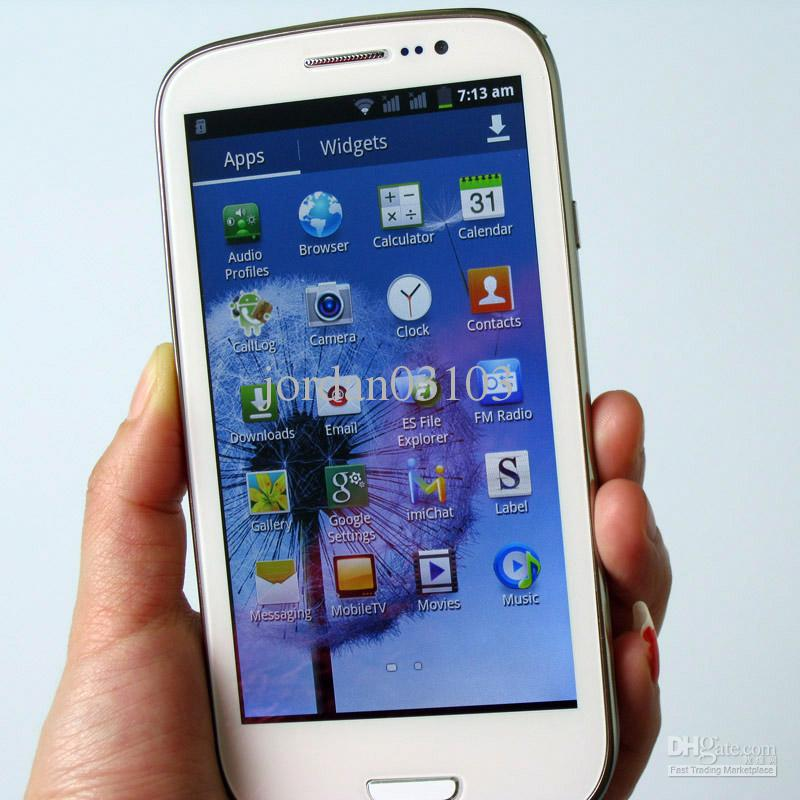 7:13 am
Apps Widgets
Audio
Profiles
Browser
Calculator
31
Calendar
CallLog
Camera
Clock
Contacts
jordan03103
Downloads
Email
ES File
Explorer
FM Radio
Gallery
g
Google
Settings
imiChat
S
Label
Messaging
MobileTV
Movies
Music
DHgate.com
Fast Trading Marketplace